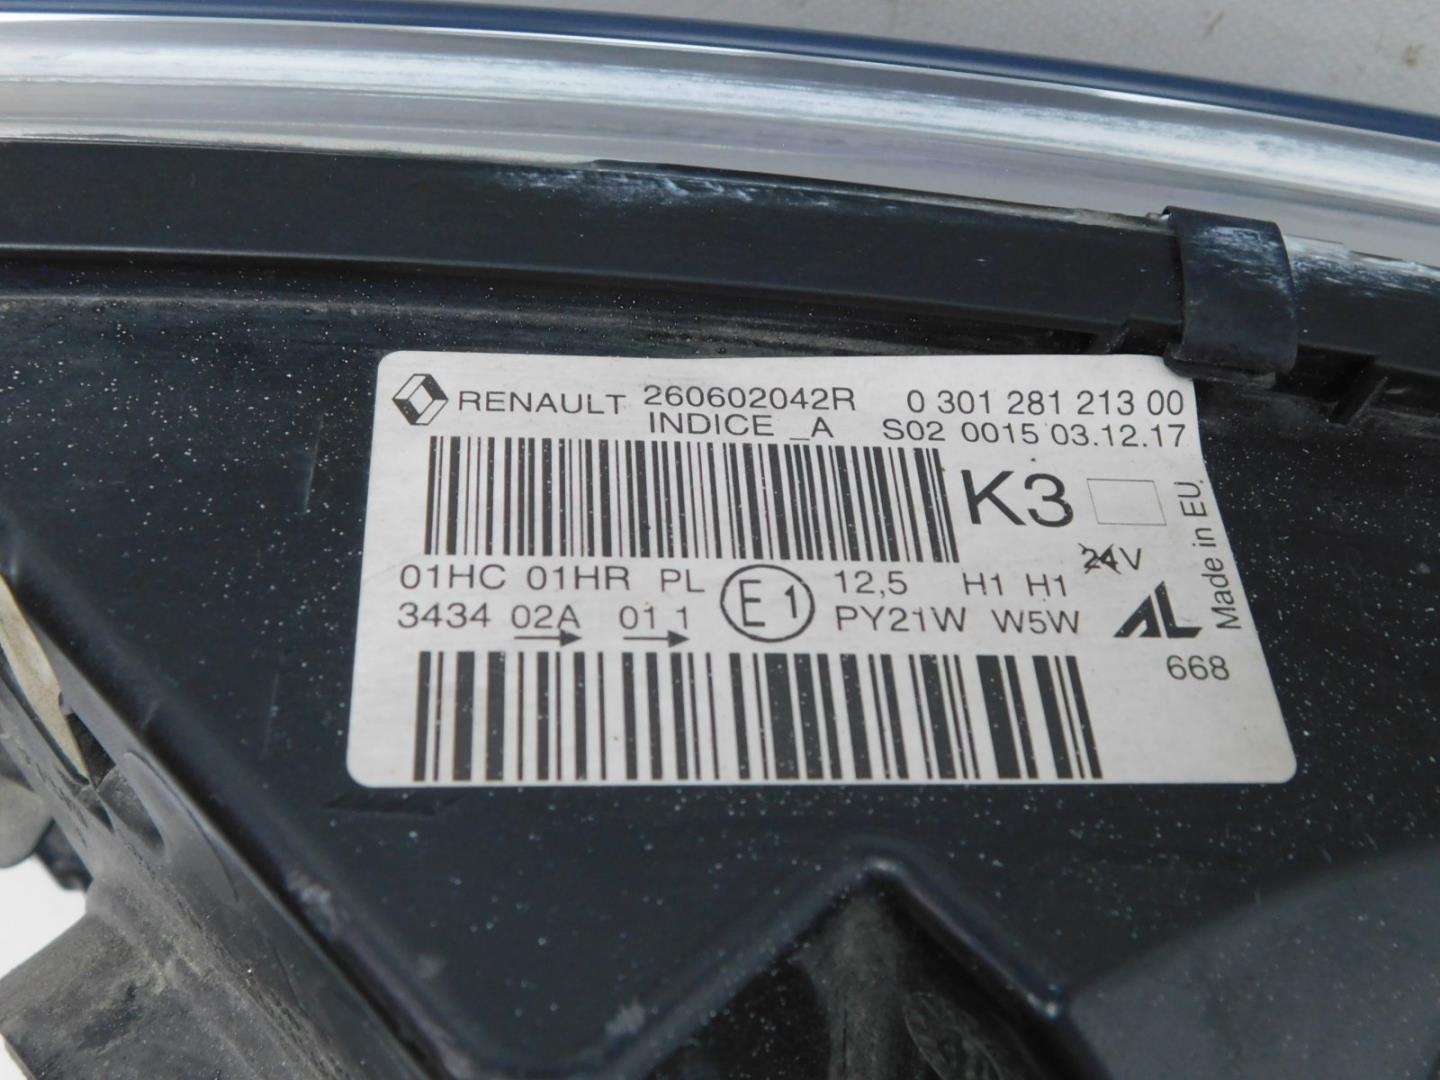 RENAULT 260602042R 0 301 281 213 00
INDICE _A S02 0015 03.12.17
K3
24V
Made in EU.
01HC 01HR PL E1 12,5 H1 H1
3434 02A 01 1 PY21W W5W
AL
668